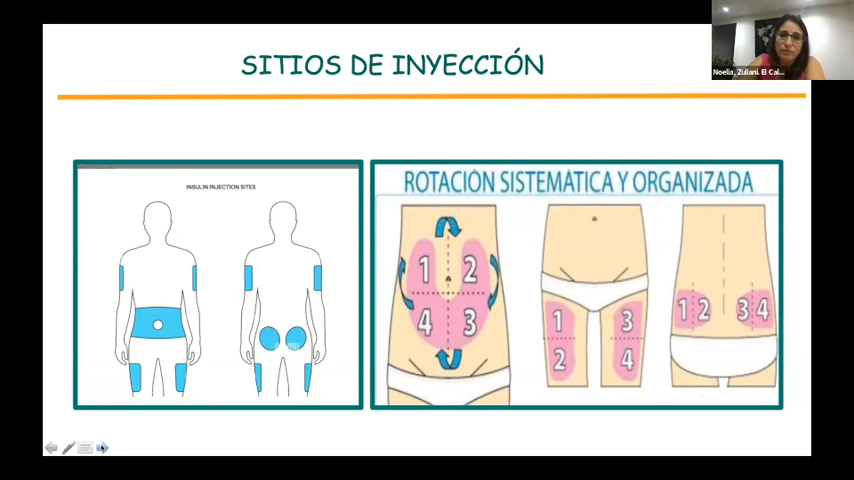 SITIOS DE INYECCIÓN
Noelia, Zuliani. El Cal...
INSULIN INJECTION SITES
ROTACIÓN SISTEMÁTICA Y ORGANIZADA
1 2
4 3
1 3
2 4
1 2 3 4